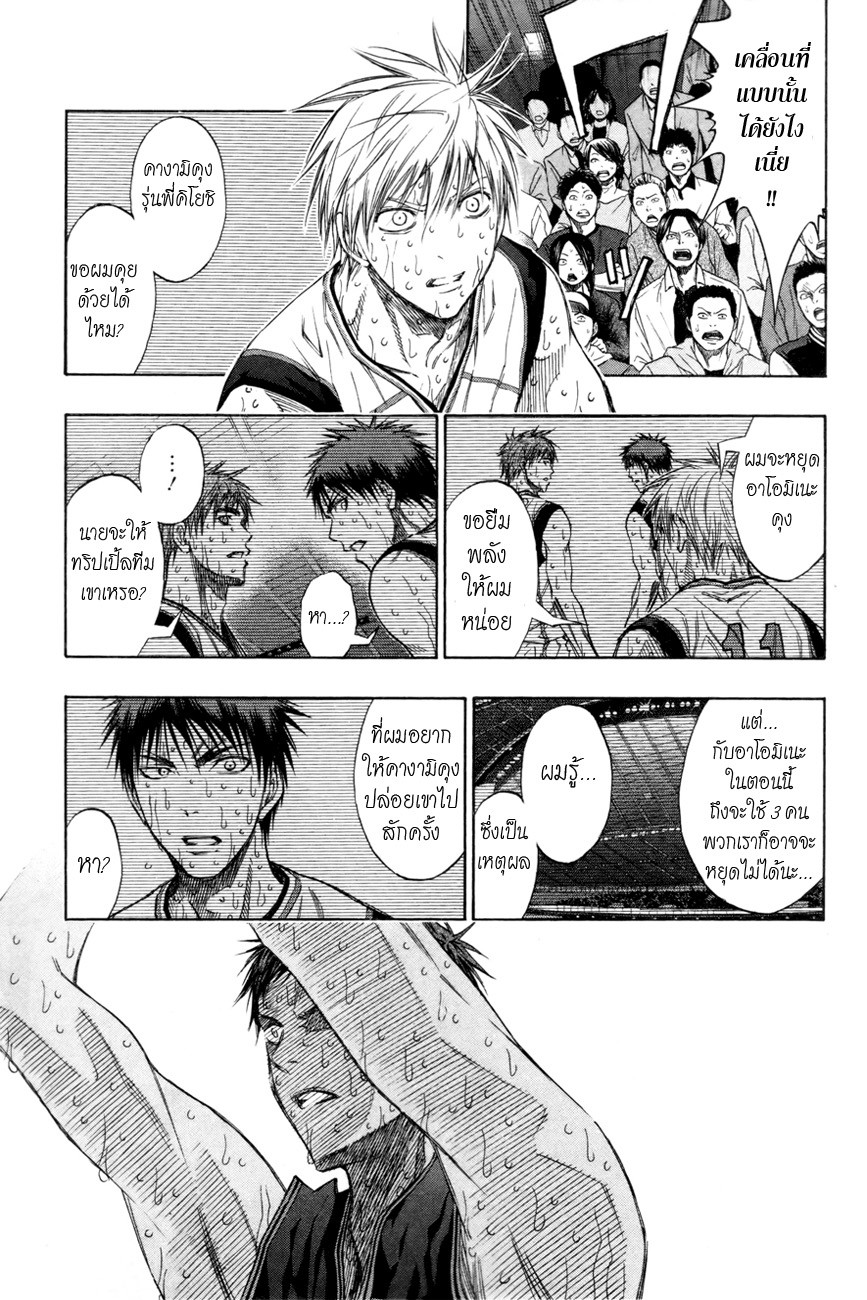 เคลื่อนที่
แบบนั้น
ได้ยังไง
เนี่ย
!!
คางามิคุง
รุ่นพี่คิโยชิ
ขอผมคุย
ด้วยได้
ไหม?
ผมจะหยุด
อาโอมิเนะ
คุง
ขอยืม
พลัง
ให้ผม
หน่อย
11
หา...?
...!
นายจะให้
ทริปเปิ้ลทีม
เขาเหรอ?
แต่...
กับอาโอมิเนะ
ในตอนนี้
ถึงจะใช้ 3 คน
พวกเราก็อาจจะ
หยุดไม่ได้นะ...
ผมรู้...
ซึ่งเป็น
เหตุผล
ที่ผมอยาก
ให้คางามิคุง
ปล่อยเขาไป
สักครั้ง
หา?